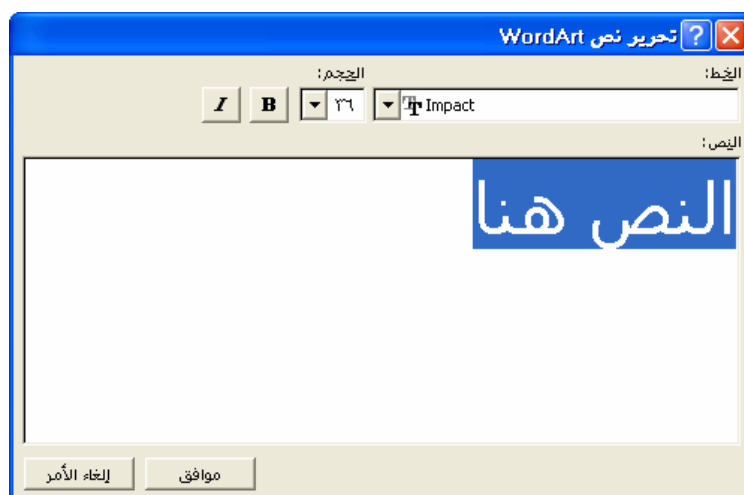 تحرير نص WordArt
الخط: الحجم:
Impact ٣٦ B I
النص:
النص هنا
موافق إلغاء الأمر